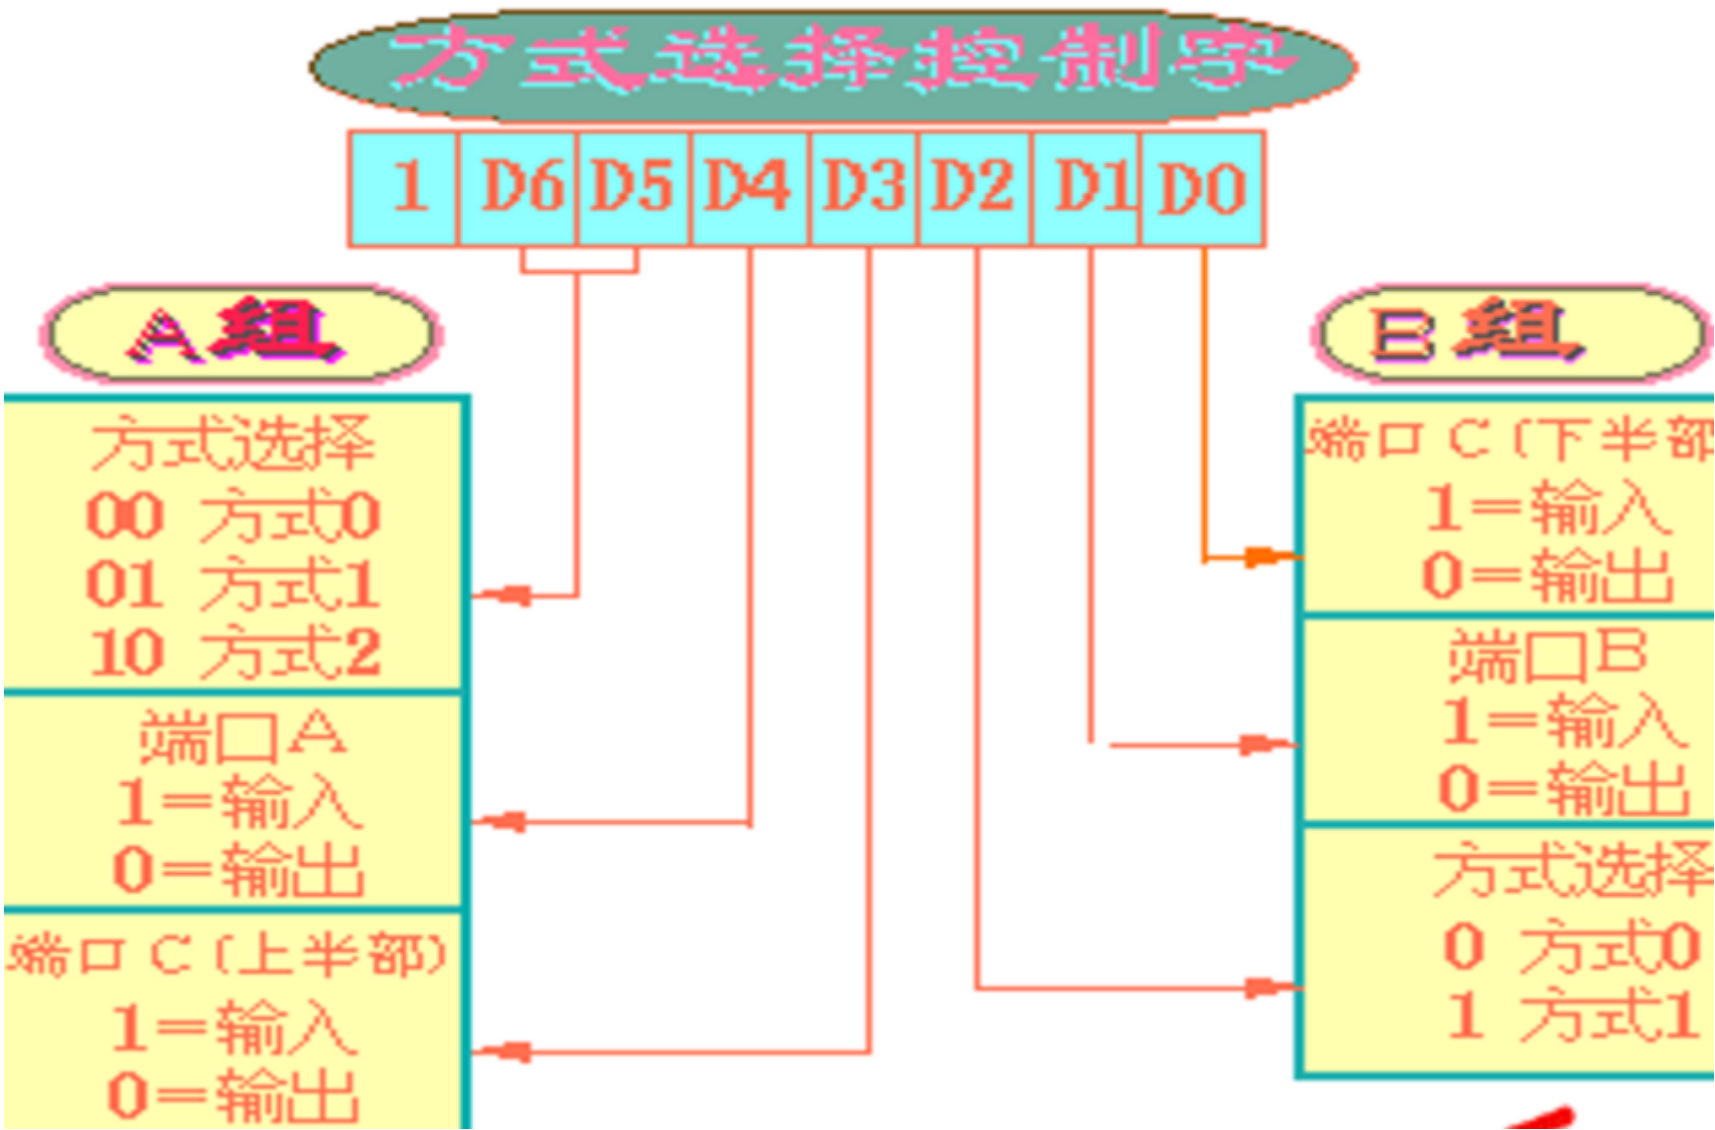 方式选择控制字
1 D6 D5 D4 D3 D2 D1 D0
A组
方式选择
00 方式0
01 方式1
10 方式2
端口A
1=输入
0=输出
端口C(上半部)
1=输入
0=输出
B组
端口C(下半部
1=输入
0=输出
端口B
1=输入
0=输出
方式选择
0 方式0
1 方式1